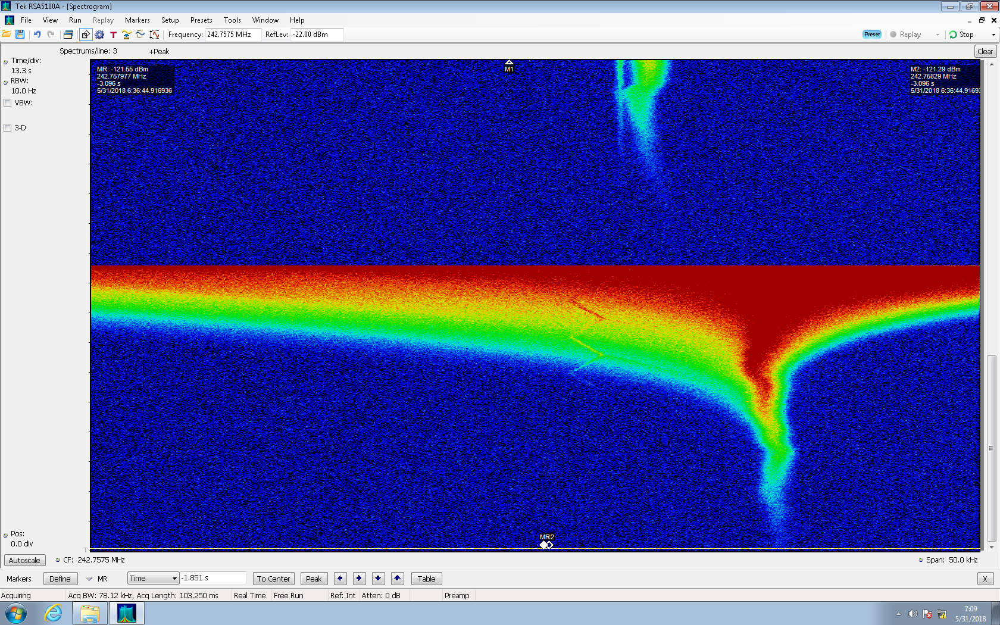 Tek RSA5100A - [Spectrogram]
File View Run Replay Markers Setup Presets Tools Window Help
T Frequency: 242.7575 MHz RefLev: -22.00 dBm Preset Replay Stop
Spectrums/line: 3 +Peak Clear
Time/div:
13.3 s
RBW:
10.0 Hz
VBW:
3-D
MR: -121.55 dBm
242.757977 MHz
-3.096 s
5/31/2018 6:36:44.916936
M1
M2: -121.29 dBm
242.75829 MHz
-3.096 s
5/31/2018 6:36:44.9169
Pos:
0.0 div
T
MR2
Autoscale CF: 242.7575 MHz Span: 50.0 kHz
Markers Define MR Time -1.851 s To Center Peak Table X
Acquiring Acq BW: 78.12 kHz, Acq Length: 103.250 ms Real Time Free Run Ref: Int Atten: 0 dB Preamp
7:09
5/31/2018